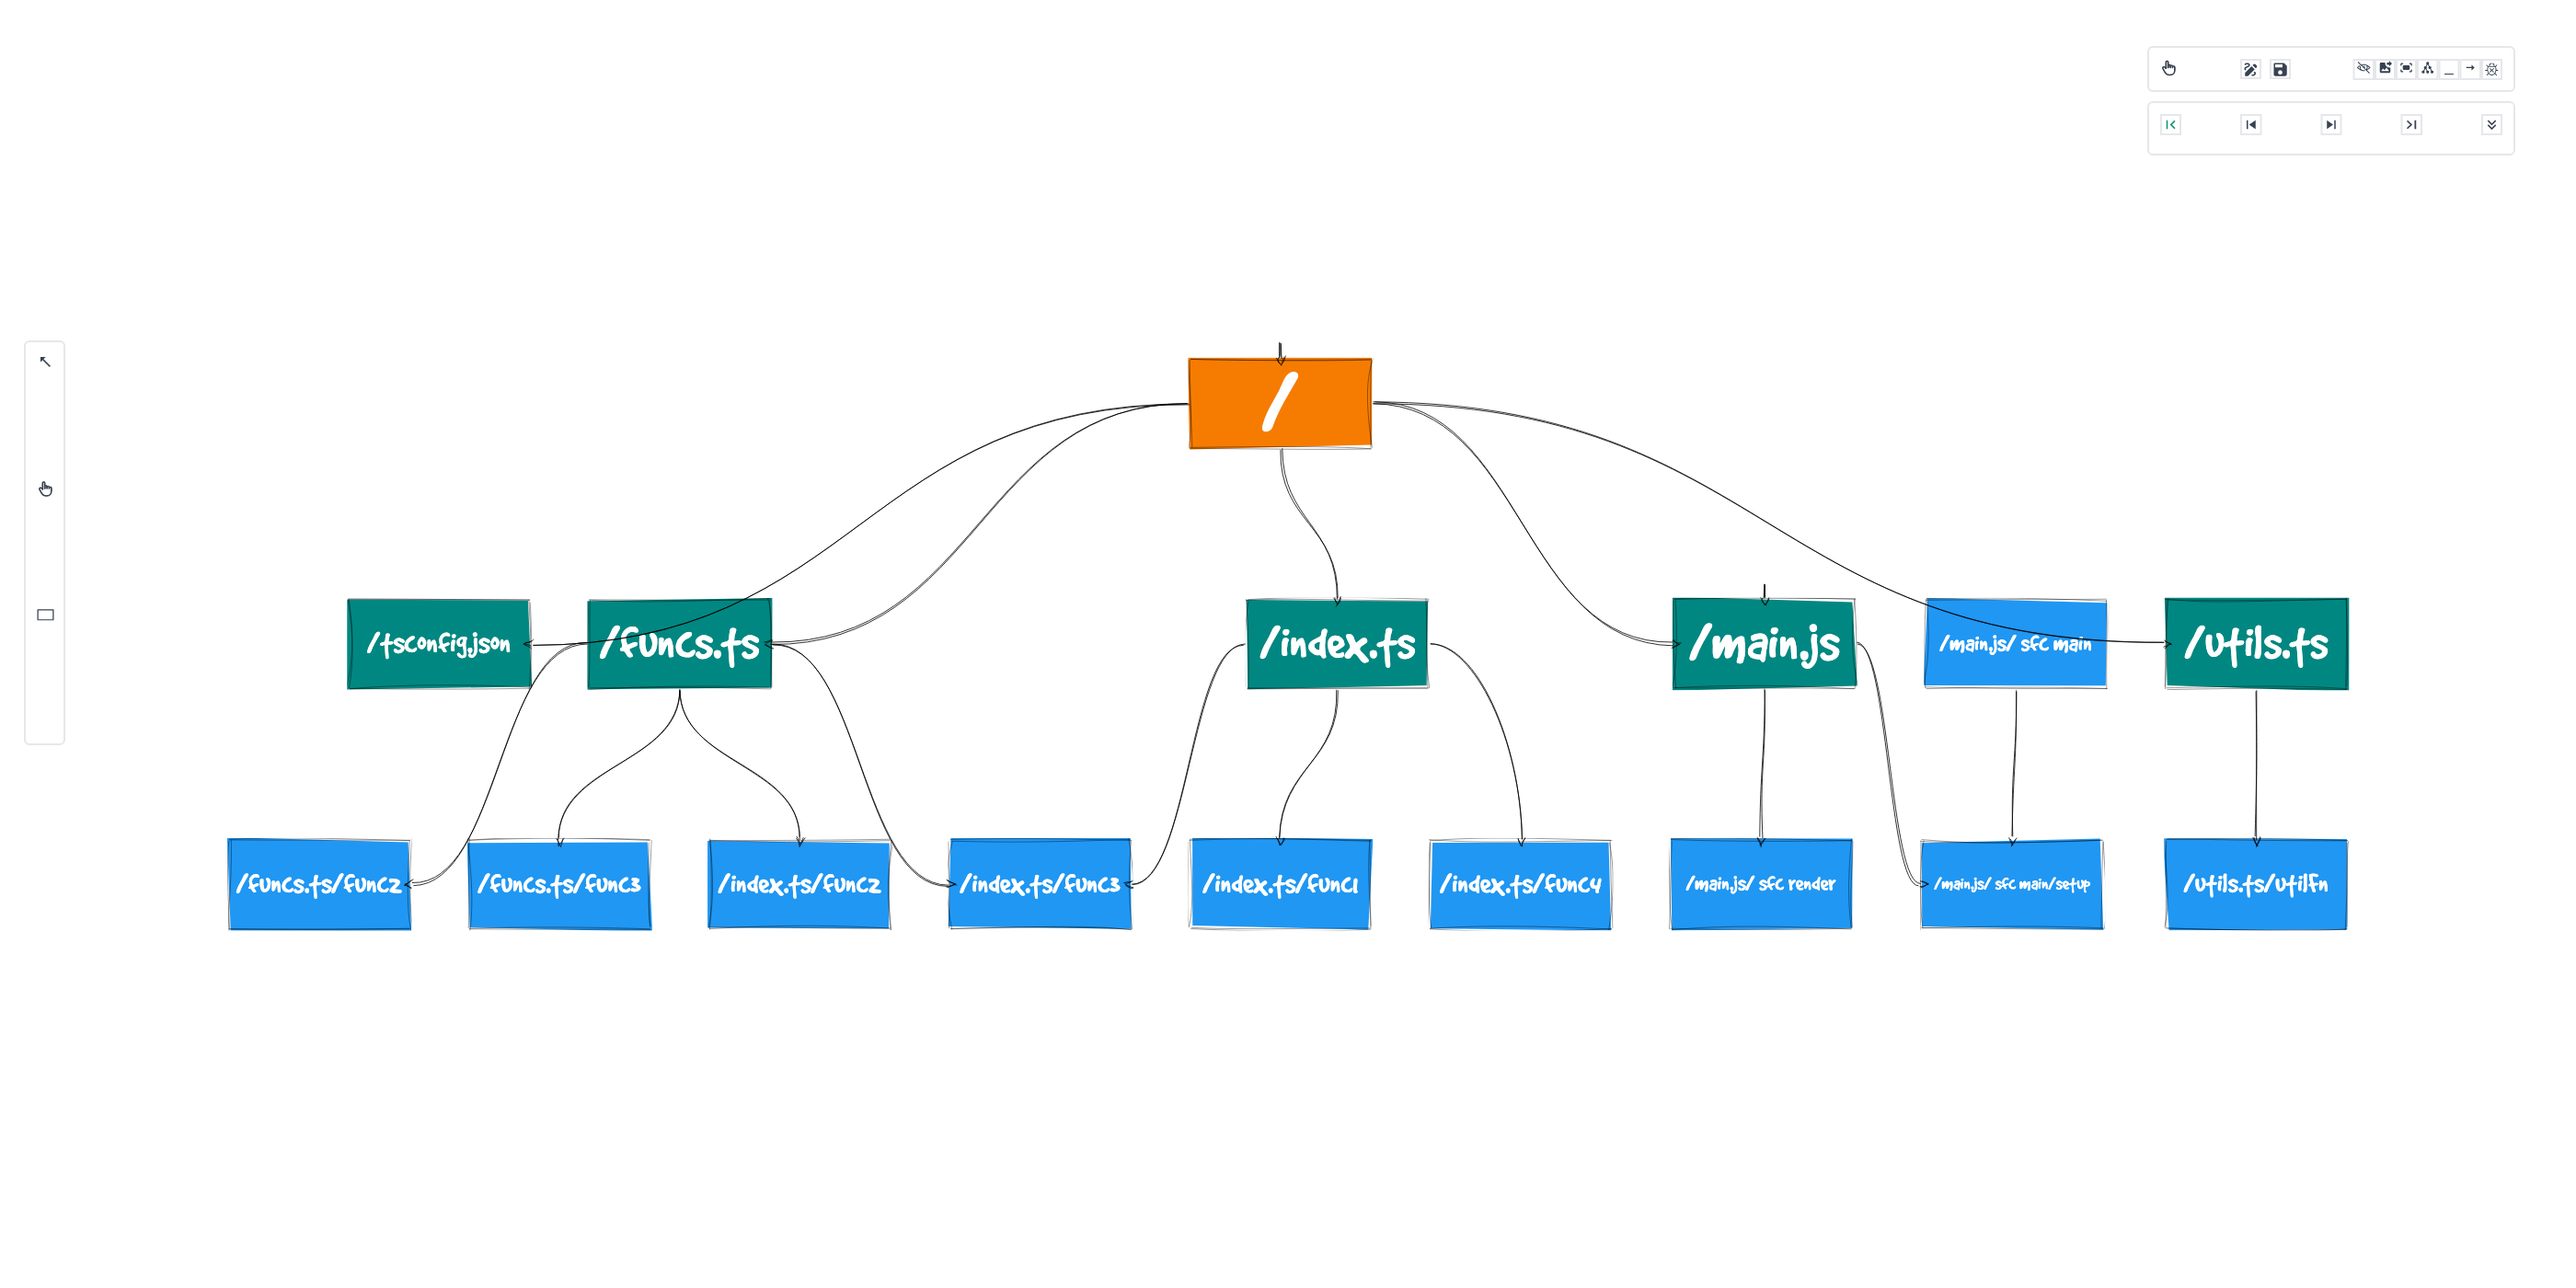 /
/tsconfig.json
/funcs.ts
/index.ts
/main.js
/main.js/ sfc main
/utils.ts
/funcs.ts/func2
/funcs.ts/func3
/index.ts/func2
/index.ts/func3
/index.ts/func1
/index.ts/func4
/main.js/ sfc render
/main.js/ sfc main/setup
/utils.ts/utilfn